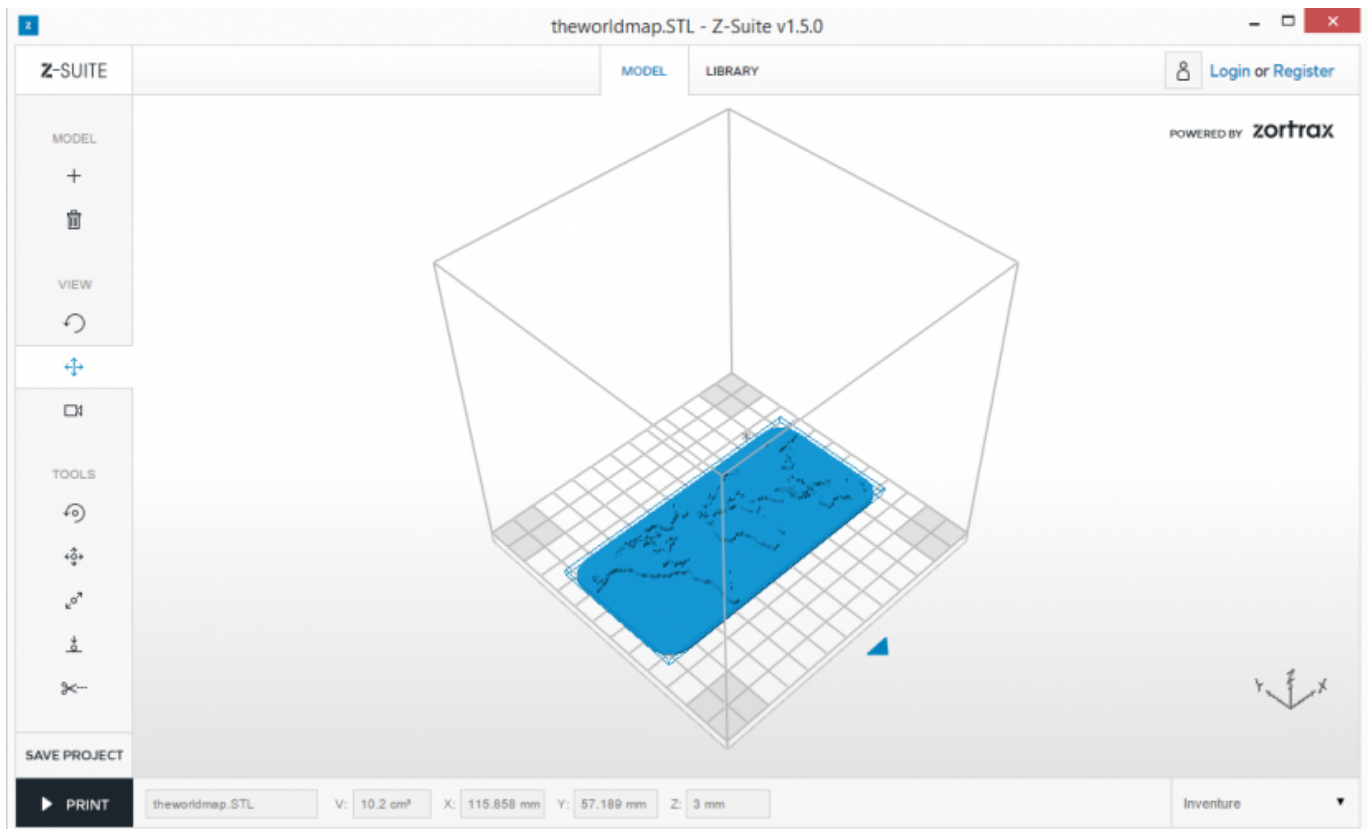 z
theworldmap.STL - Z-Suite v1.5.0
Z-SUITE
MODEL
LIBRARY
Login or Register
MODEL
POWERED BY zortrax
VIEW
TOOLS
Y Z X
SAVE PROJECT
PRINT
theworldmap.STL V: 10.2 cm³ X: 115.858 mm Y: 57.189 mm Z: 3 mm
Inventure